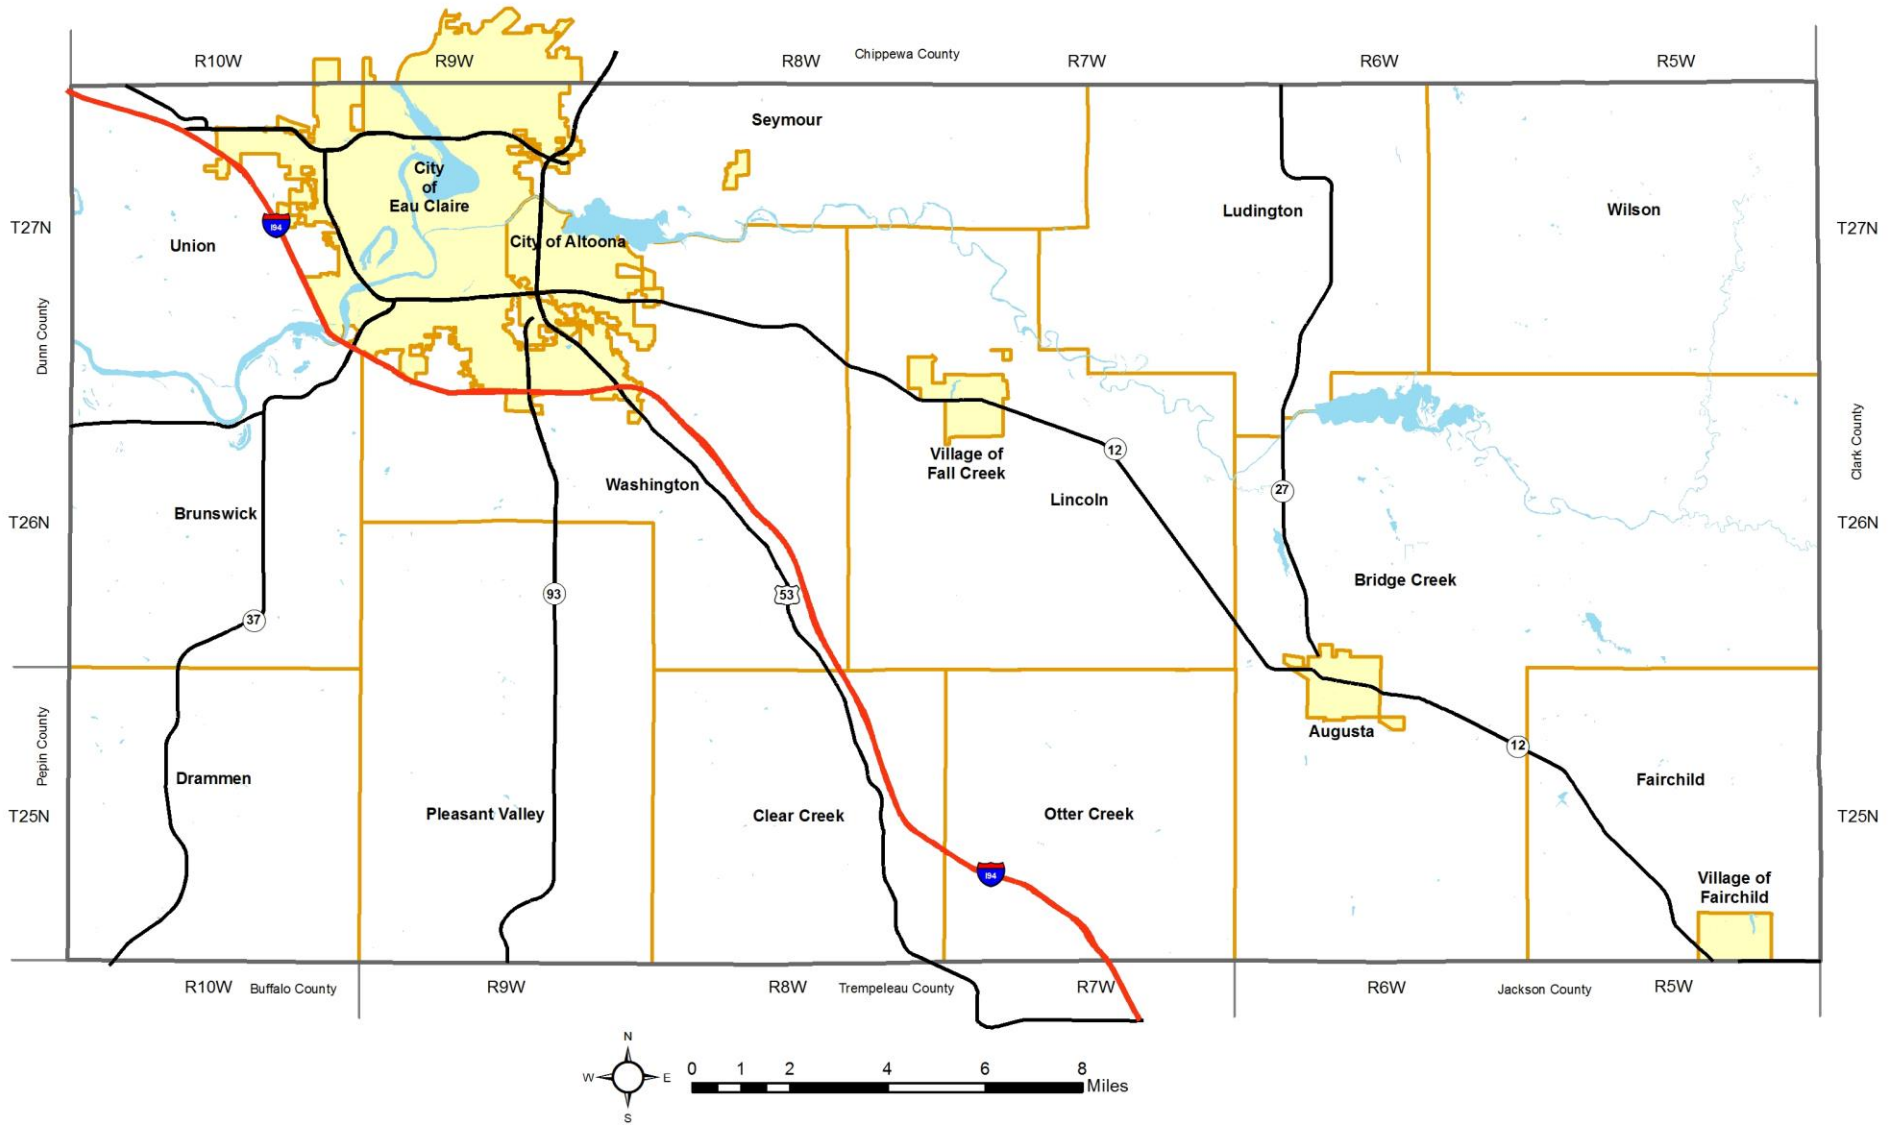 Chippewa County
R10W R9W R8W R7W R6W R5W
Seymour
City
of
Eau Claire
Ludington
Wilson
T27N
T27N
I94
Union
City of Altoona
Dunn County
Clark County
12
Village of
Fall Creek
Washington
27
Lincoln
Brunswick
T26N
T26N
Bridge Creek
93
53
37
Augusta
12
Pepin County
Drammen
Fairchild
Pleasant Valley
Clear Creek
Otter Creek
T25N
T25N
I94
Village of
Fairchild
R10W Buffalo County R9W R8W Trempeleau County R7W R6W Jackson County R5W
N
W E
S
0 1 2 4 6 8
Miles